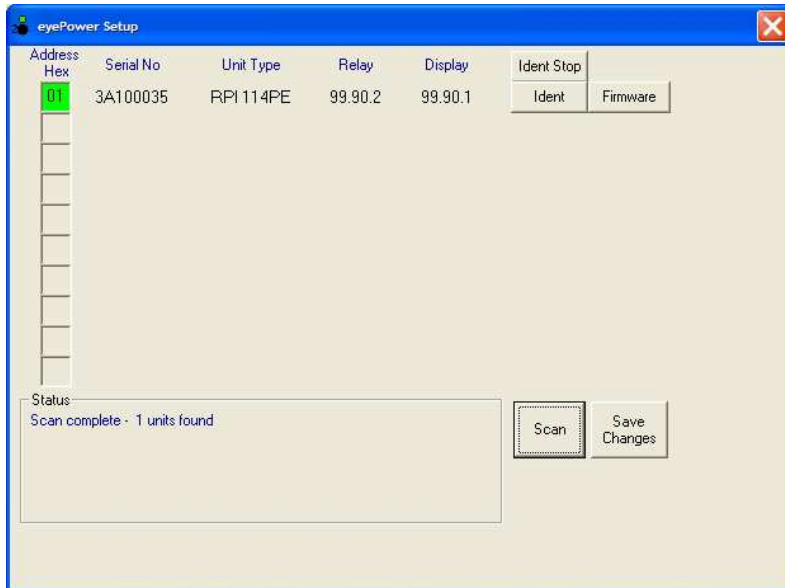 eyePower Setup
Address Hex Serial No Unit Type Relay Display Ident Stop
01 3A100035 RPI 114PE 99.90.2 99.90.1 Ident Firmware
Status
Scan complete - 1 units found
Scan Save Changes